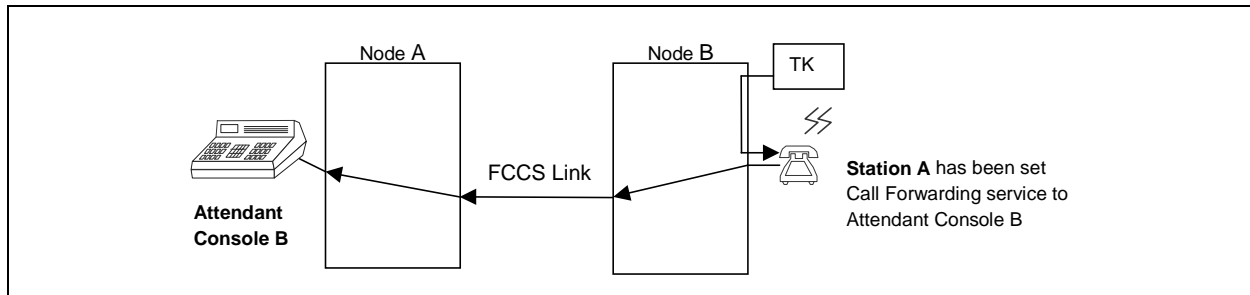 Node A
Node B
TK
FCCS Link
Attendant
Console B
Station A has been set
Call Forwarding service to
Attendant Console B